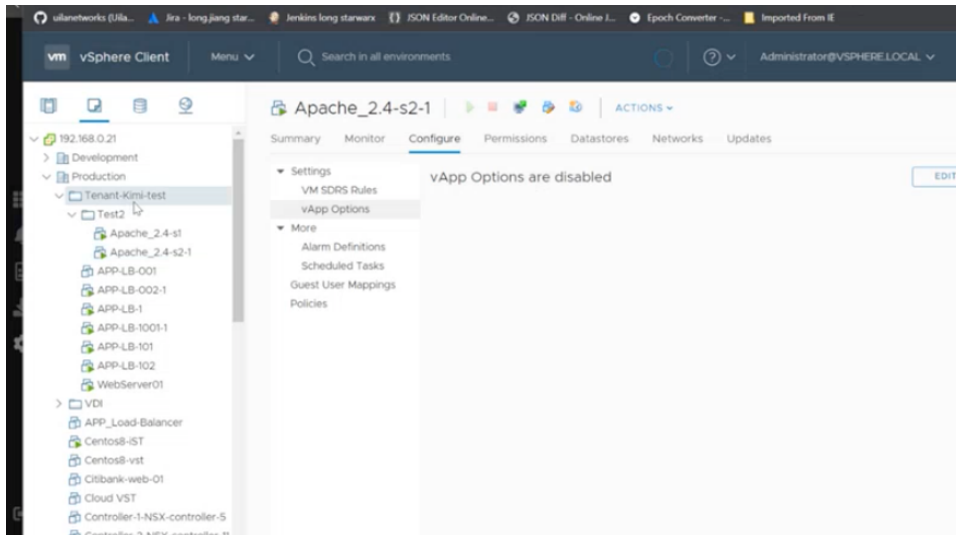 uilanetworks (Uila... Jira - long.jiang star... Jenkins long starwarx JSON Editor Online... JSON Diff - Online J... Epoch Converter -... Imported From IE
vm vSphere Client Menu Search in all environments Administrator@VSPHERE.LOCAL
Apache_2.4-s2-1 ACTIONS
Summary Monitor Configure Permissions Datastores Networks Updates
192.168.0.21
Development
Production
Tenant-Kimi-test
Test2
Apache_2.4-s1
Apache_2.4-s2-1
APP-LB-001
APP-LB-002-1
APP-LB-1
APP-LB-1001-1
APP-LB-101
APP-LB-102
WebServer01
VDI
APP_Load-Balancer
Centos8-iST
Centos8-vst
Citibank-web-01
Cloud VST
Controller-1-NSX-controller-5
Settings
VM SDRS Rules
vApp Options
More
Alarm Definitions
Scheduled Tasks
Guest User Mappings
Policies
vApp Options are disabled
EDIT